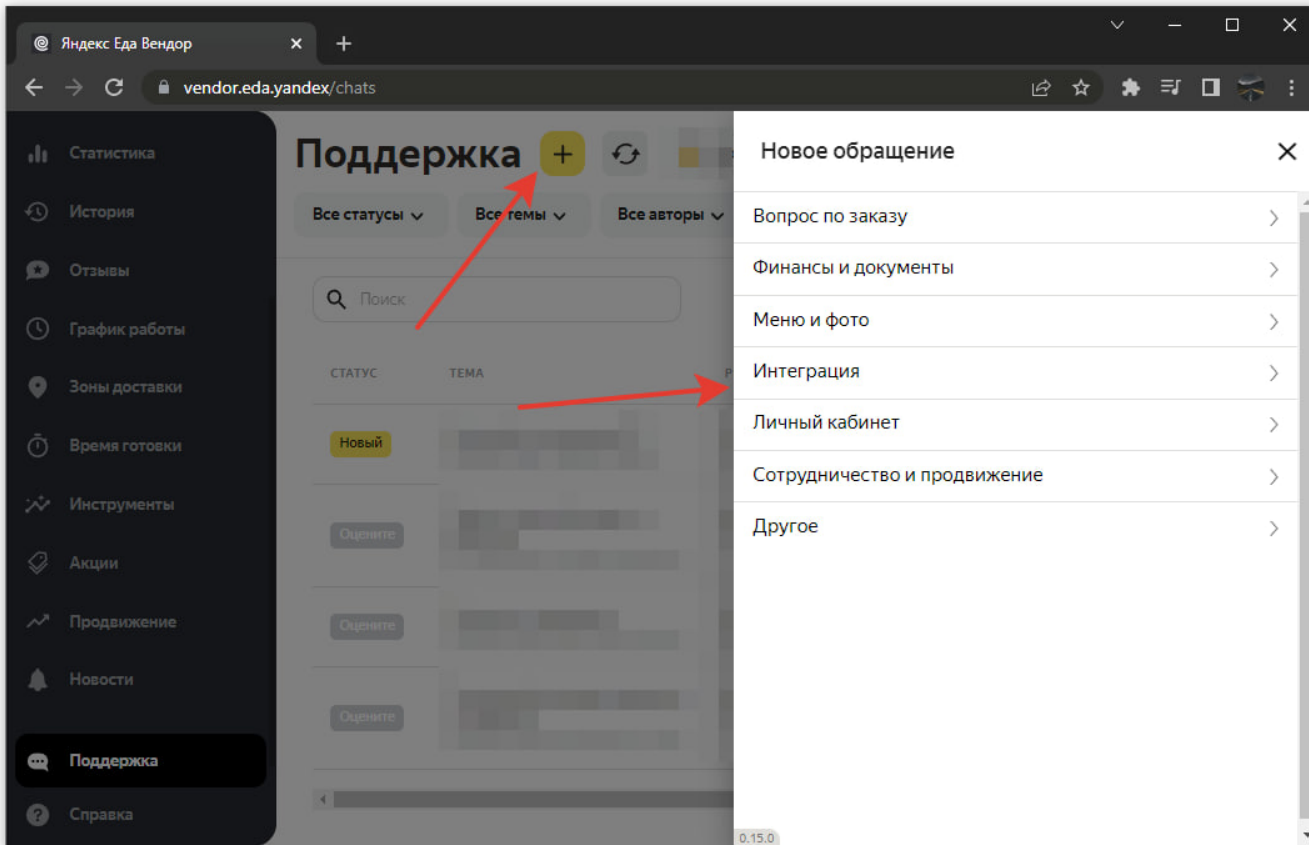 Яндекс Еда Вендор
vendor.eda.yandex/chats
Статистика
История
Отзывы
График работы
Зоны доставки
Время готовки
Инструменты
Акции
Продвижение
Новости
Поддержка
Справка
Поддержка
Все статусы
Все темы
Все авторы
Поиск
СТАТУС ТЕМА
Новый
Оцените
Оцените
Оцените
Новое обращение
Вопрос по заказу
Финансы и документы
Меню и фото
Интеграция
Личный кабинет
Сотрудничество и продвижение
Другое
0.15.0